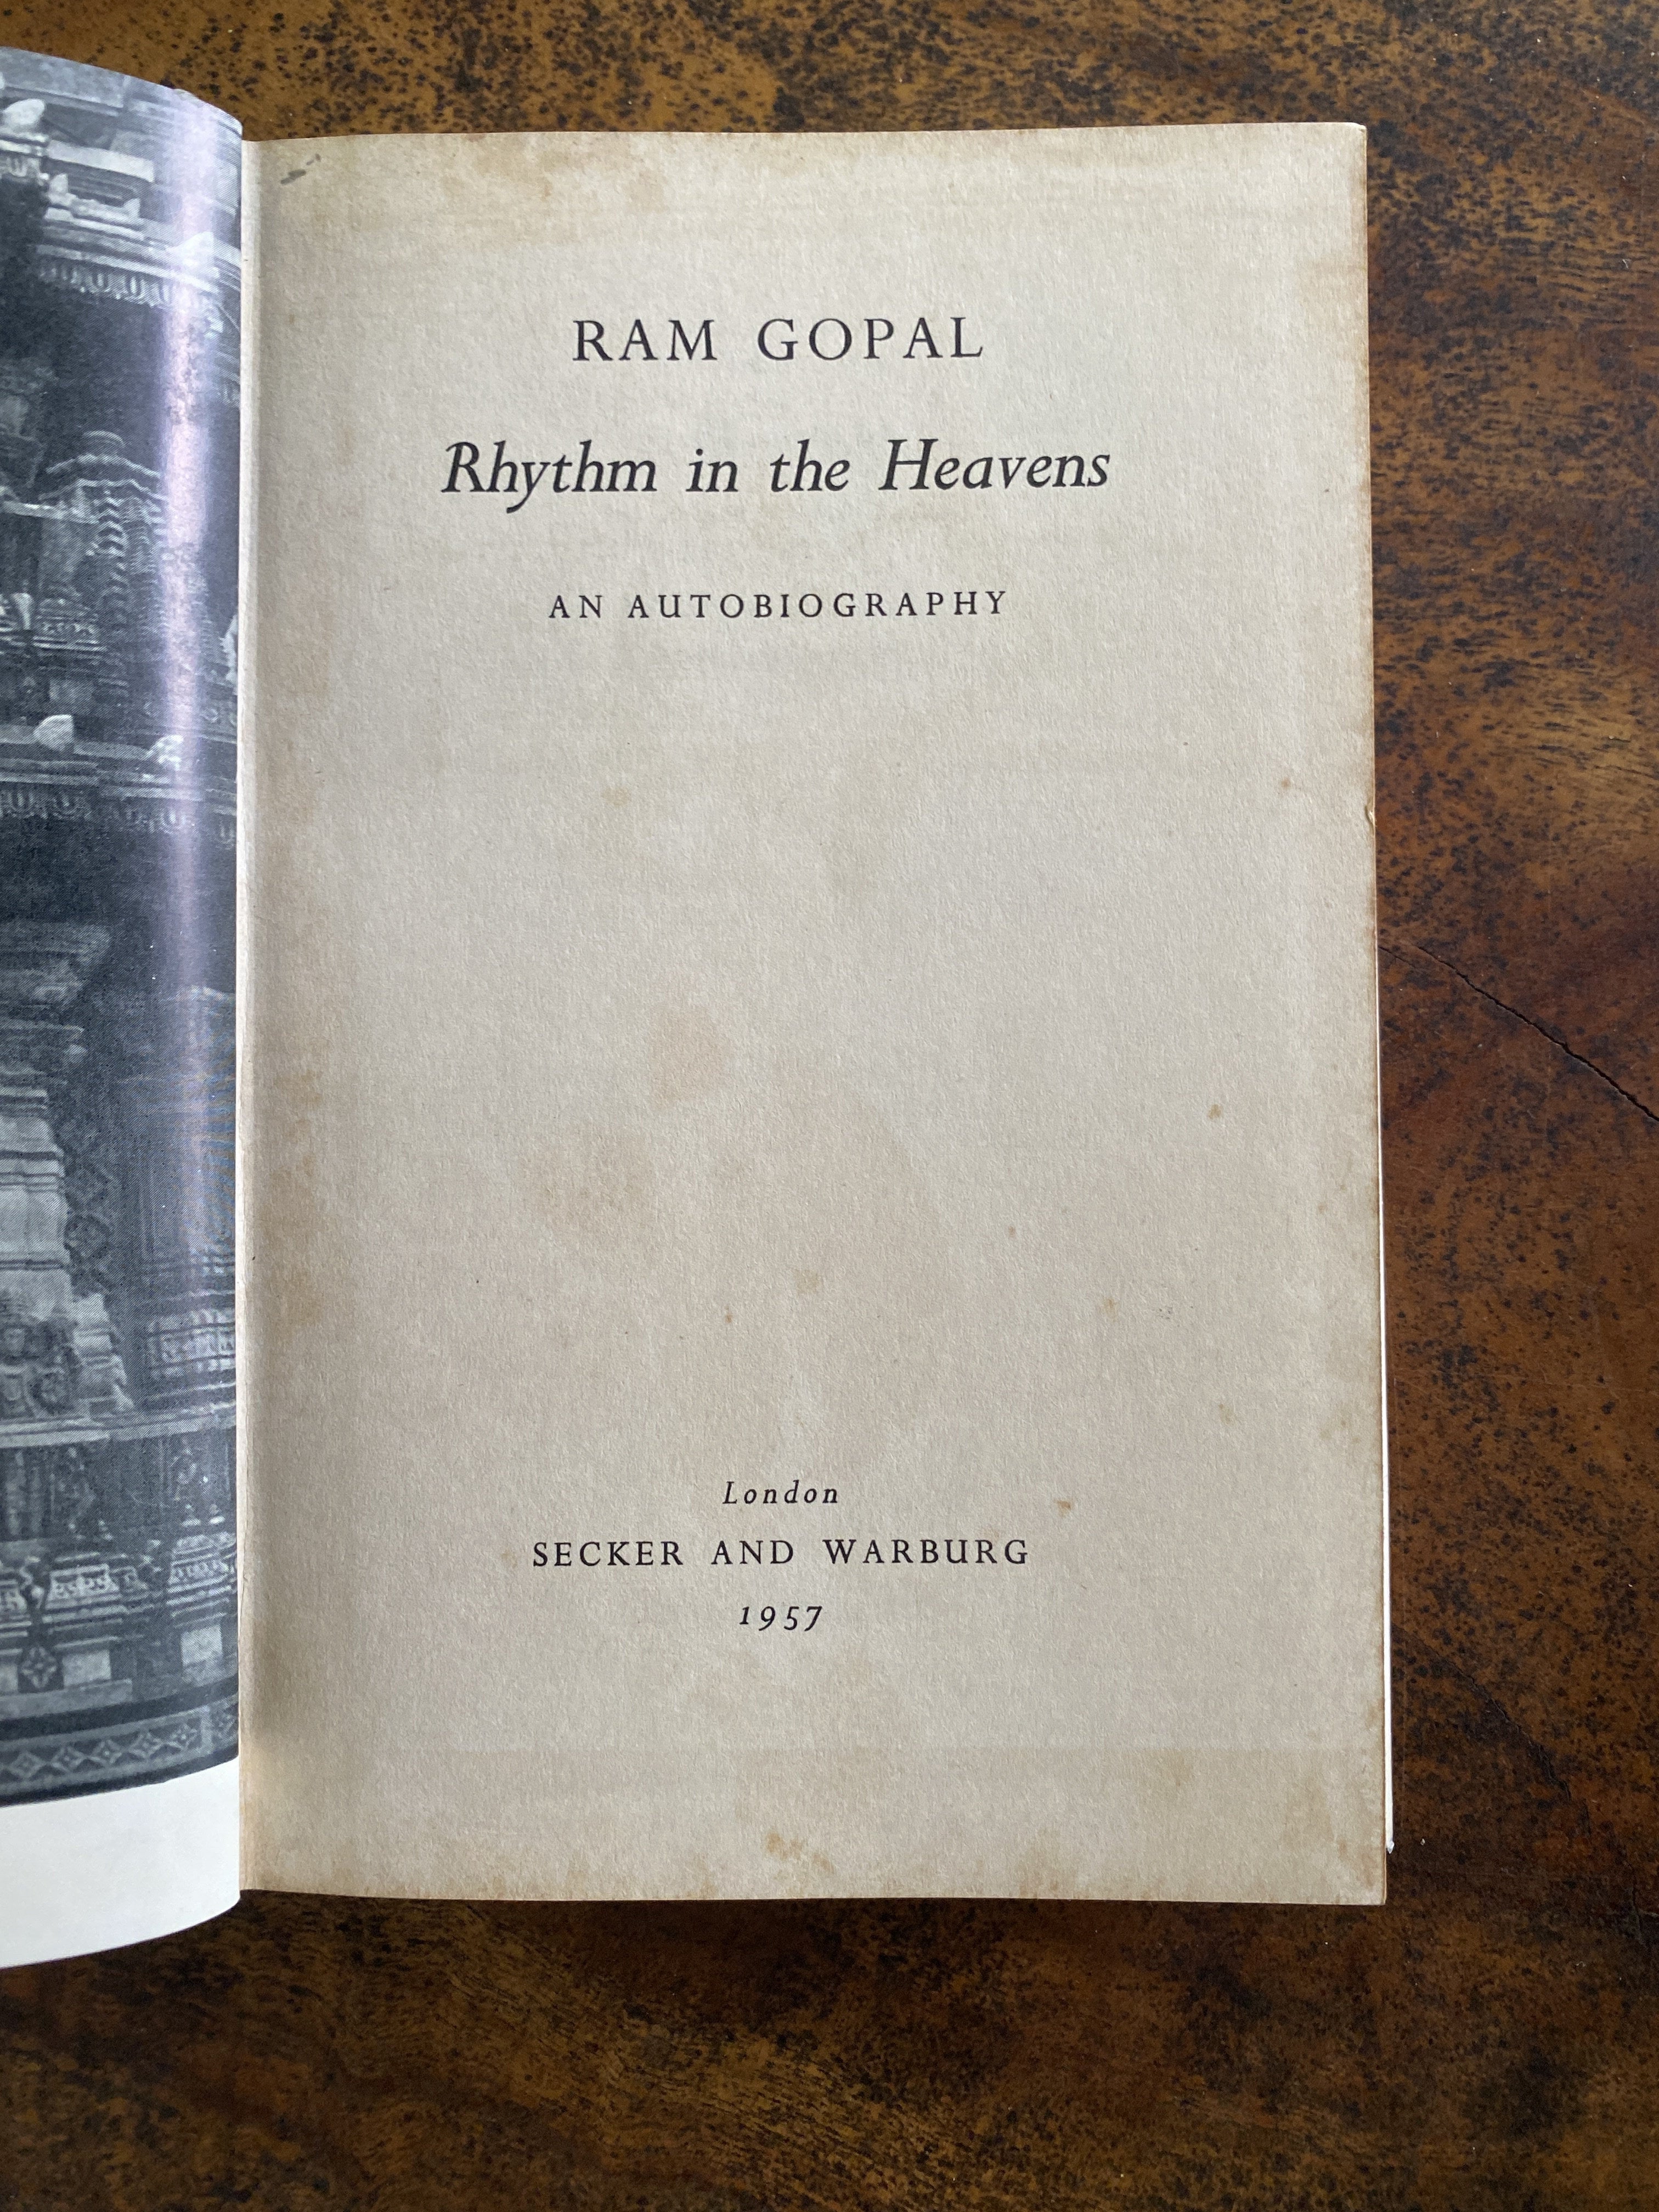 RAM GOPAL
Rhythm in the Heavens
AN AUTOBIOGRAPHY
London
SECKER AND WARBURG
1957